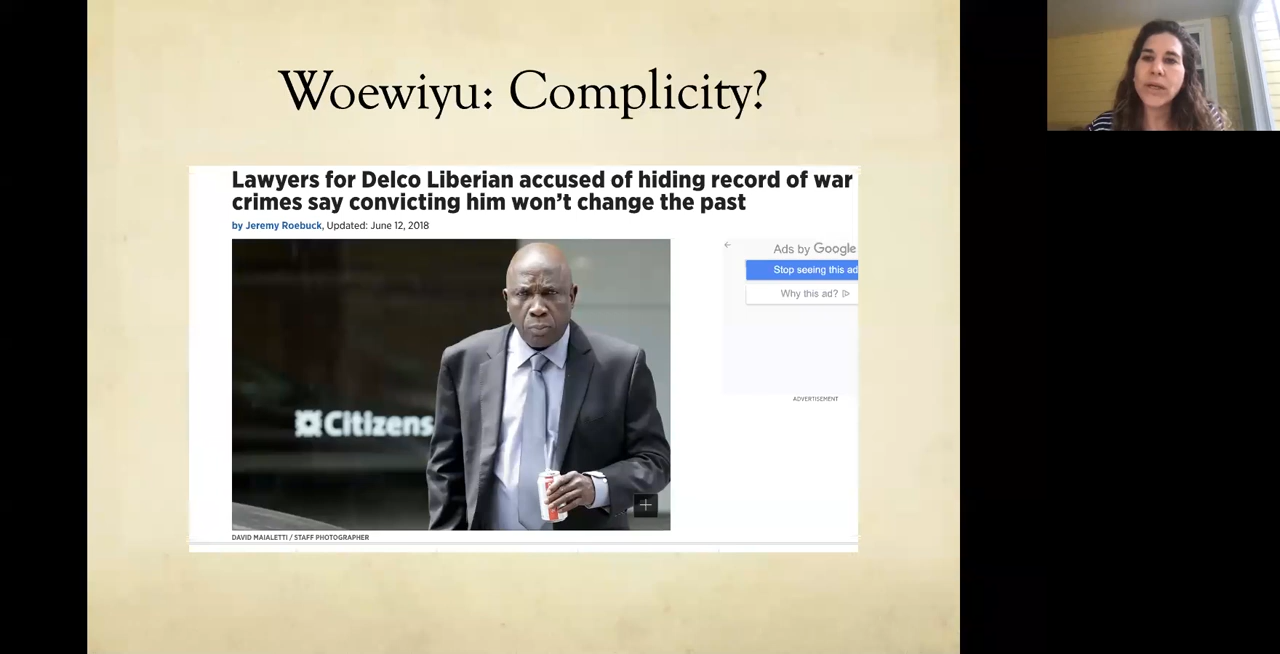 Woewiyu: Complicity?
Lawyers for Delco Liberian accused of hiding record of war
crimes say convicting him won’t change the past
by Jeremy Roebuck, Updated: June 12, 2018
Citizens
Ads by Google
Stop seeing this ad
Why this ad?
ADVERTISEMENT
DAVID MAIALETTI / STAFF PHOTOGRAPHER